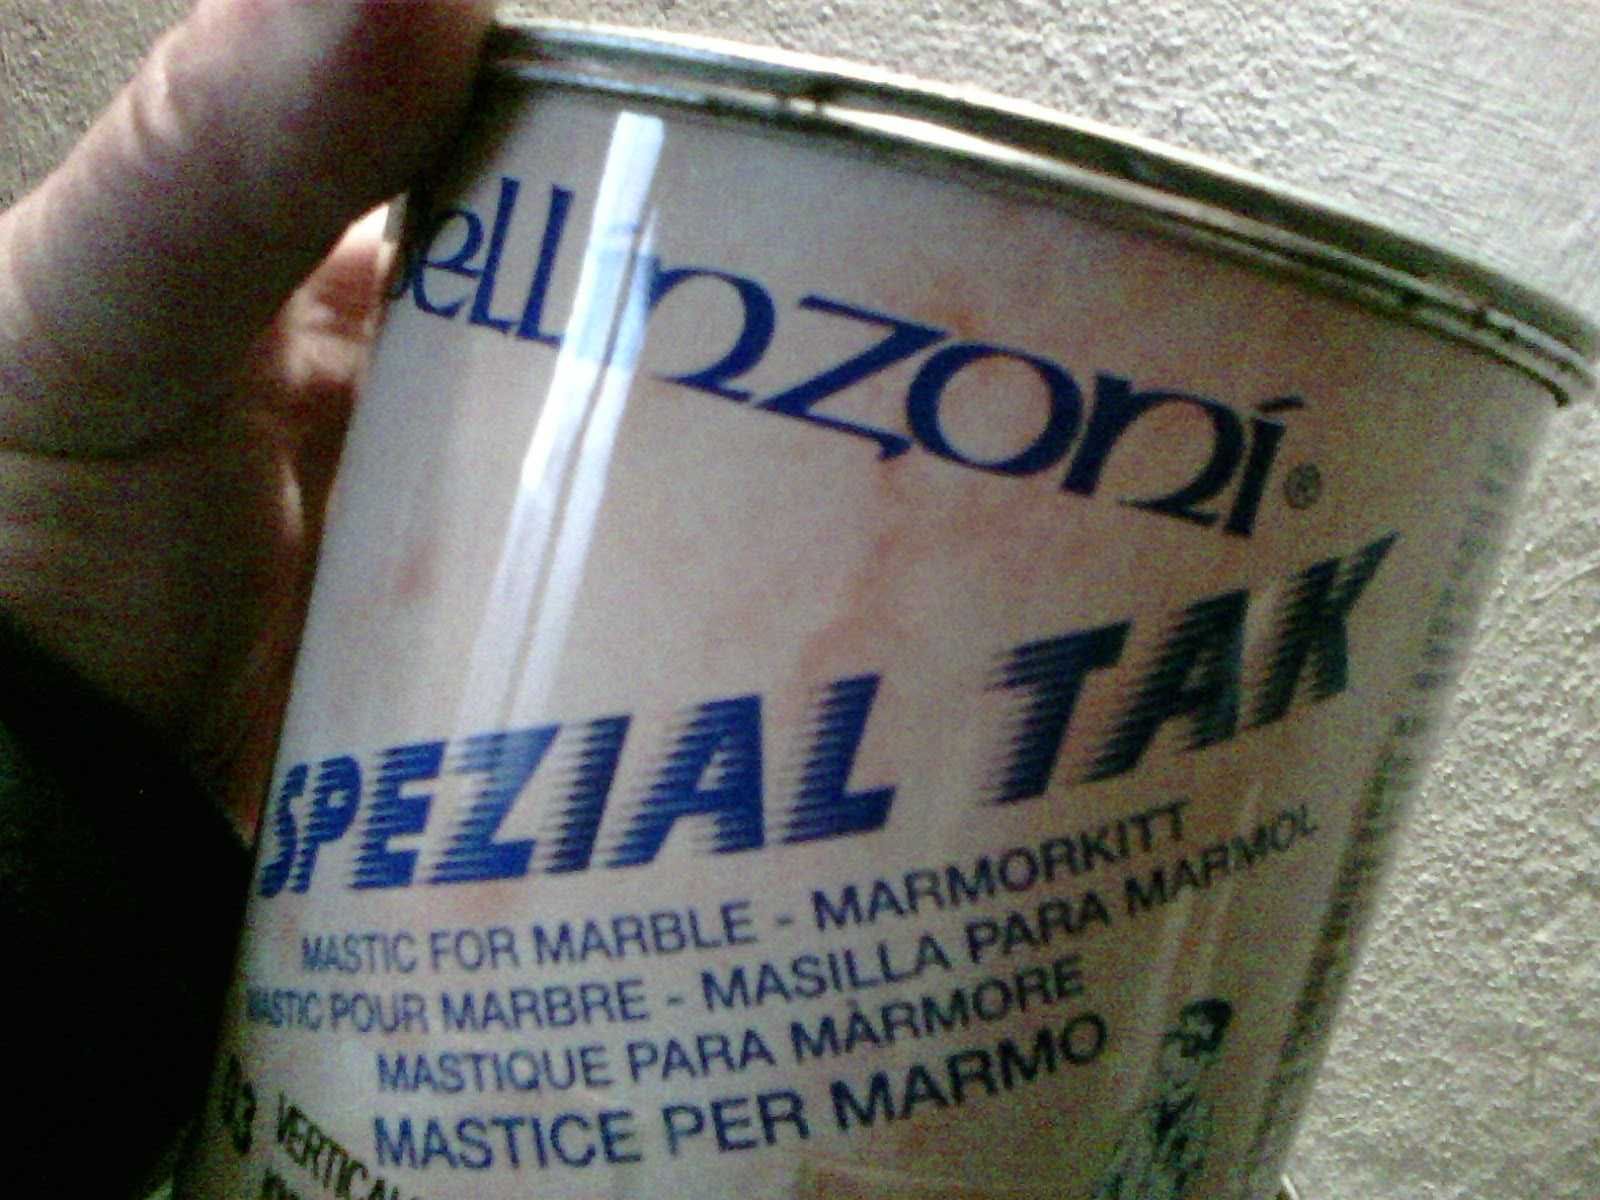 bellinzoni®
SPEZIAL TAK
MASTIC FOR MARBLE - MARMORKITT
MASTIC POUR MARBRE - MASILLA PARA MARMOL
MASTIQUE PARA MÀRMORE
MASTICE PER MARMO
VERTICAL